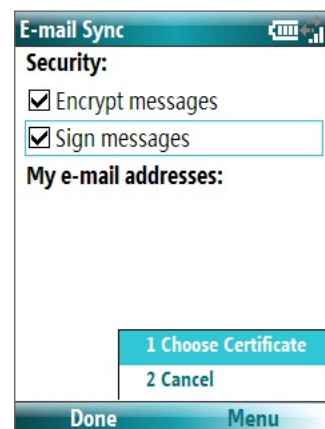 E-mail Sync
Security:
Encrypt messages
Sign messages
My e-mail addresses:
1 Choose Certificate
2 Cancel
Done Menu